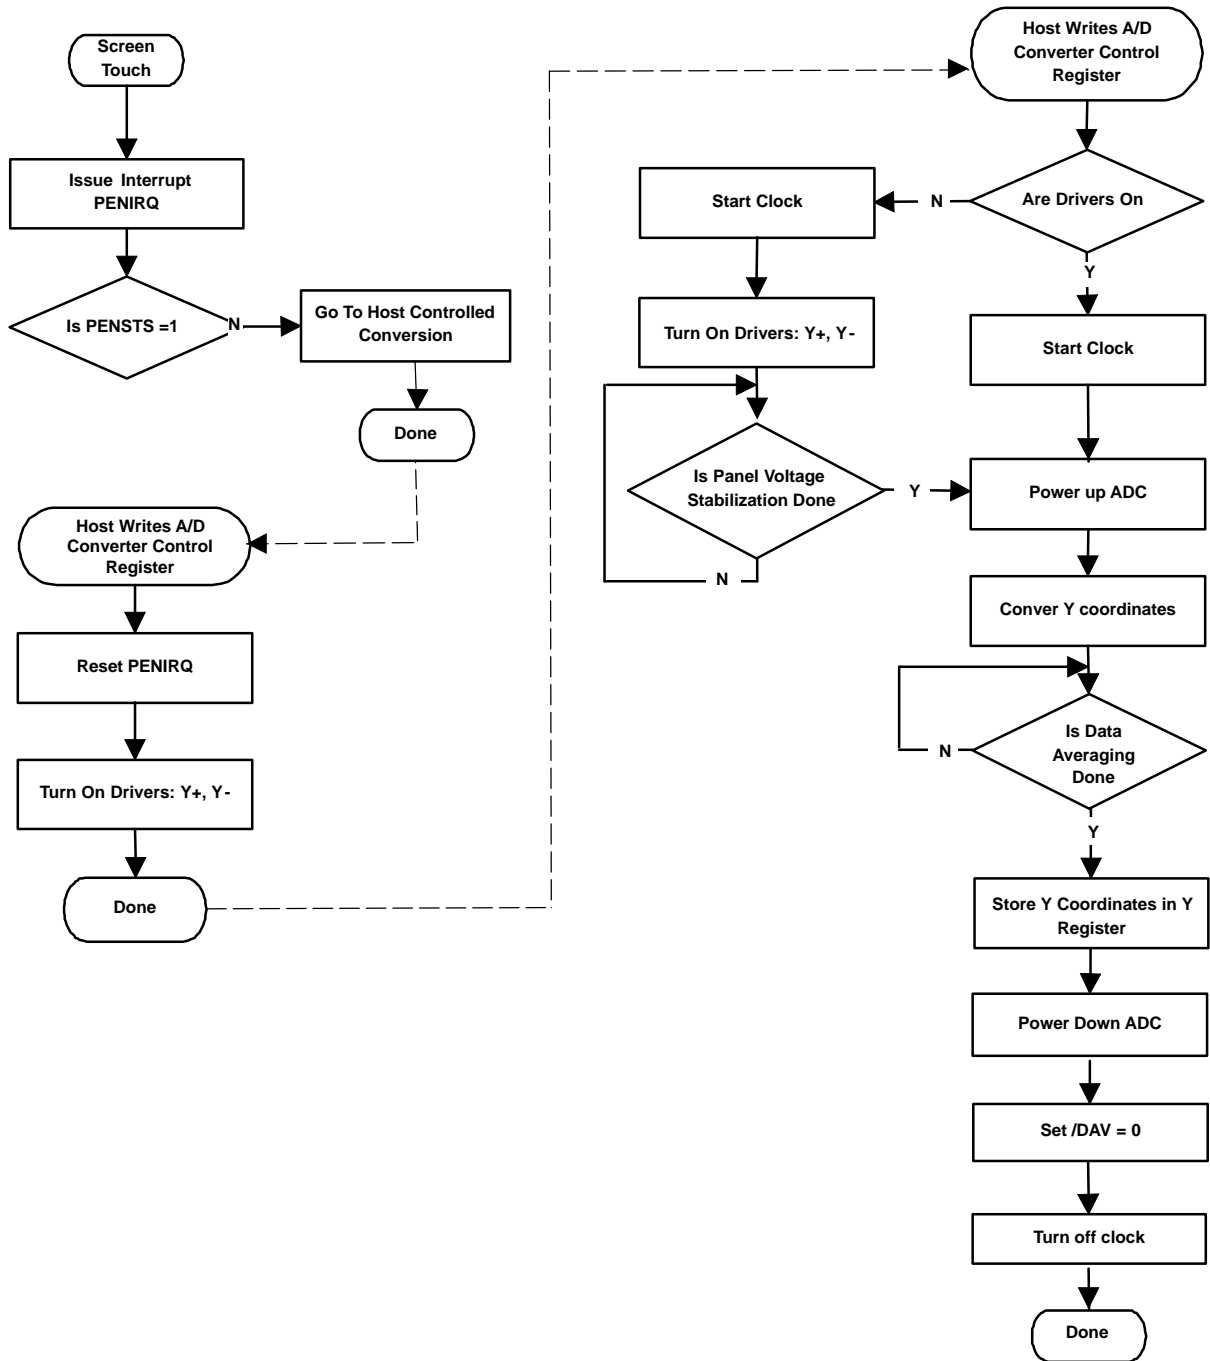 Screen
Touch
Issue Interrupt
PENIRQ
Is PENSTS =1
N
Go To Host Controlled
Conversion
Done
Host Writes A/D
Converter Control
Register
Reset PENIRQ
Turn On Drivers: Y+, Y-
Done
Host Writes A/D
Converter Control
Register
Are Drivers On
N
Start Clock
Turn On Drivers: Y+, Y-
Is Panel Voltage
Stabilization Done
N
Y
Y
Start Clock
Power up ADC
Conver Y coordinates
Is Data
Averaging
Done
N
Y
Store Y Coordinates in Y
Register
Power Down ADC
Set /DAV = 0
Turn off clock
Done